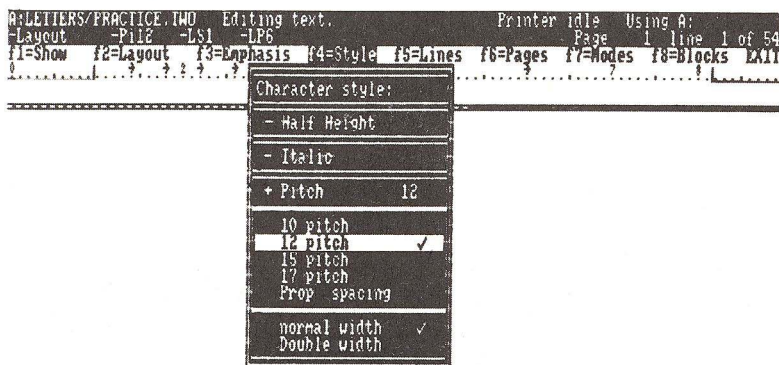 A:LETTERS/PRACTICE.TWO Editing text. Printer idle Using A:
-Layout -Pi12 -LS1 -LP6 Page 1 line 1 of 54
f1=Show f2=Layout f3=Emphasis f4=Style f5=Lines f6=Pages f7=Modes f8=Blocks EXIT
Character style:
- Half Height
- Italic
+ Pitch 12
10 pitch
12 pitch ✓
15 pitch
17 pitch
Prop spacing
normal width ✓
Double width